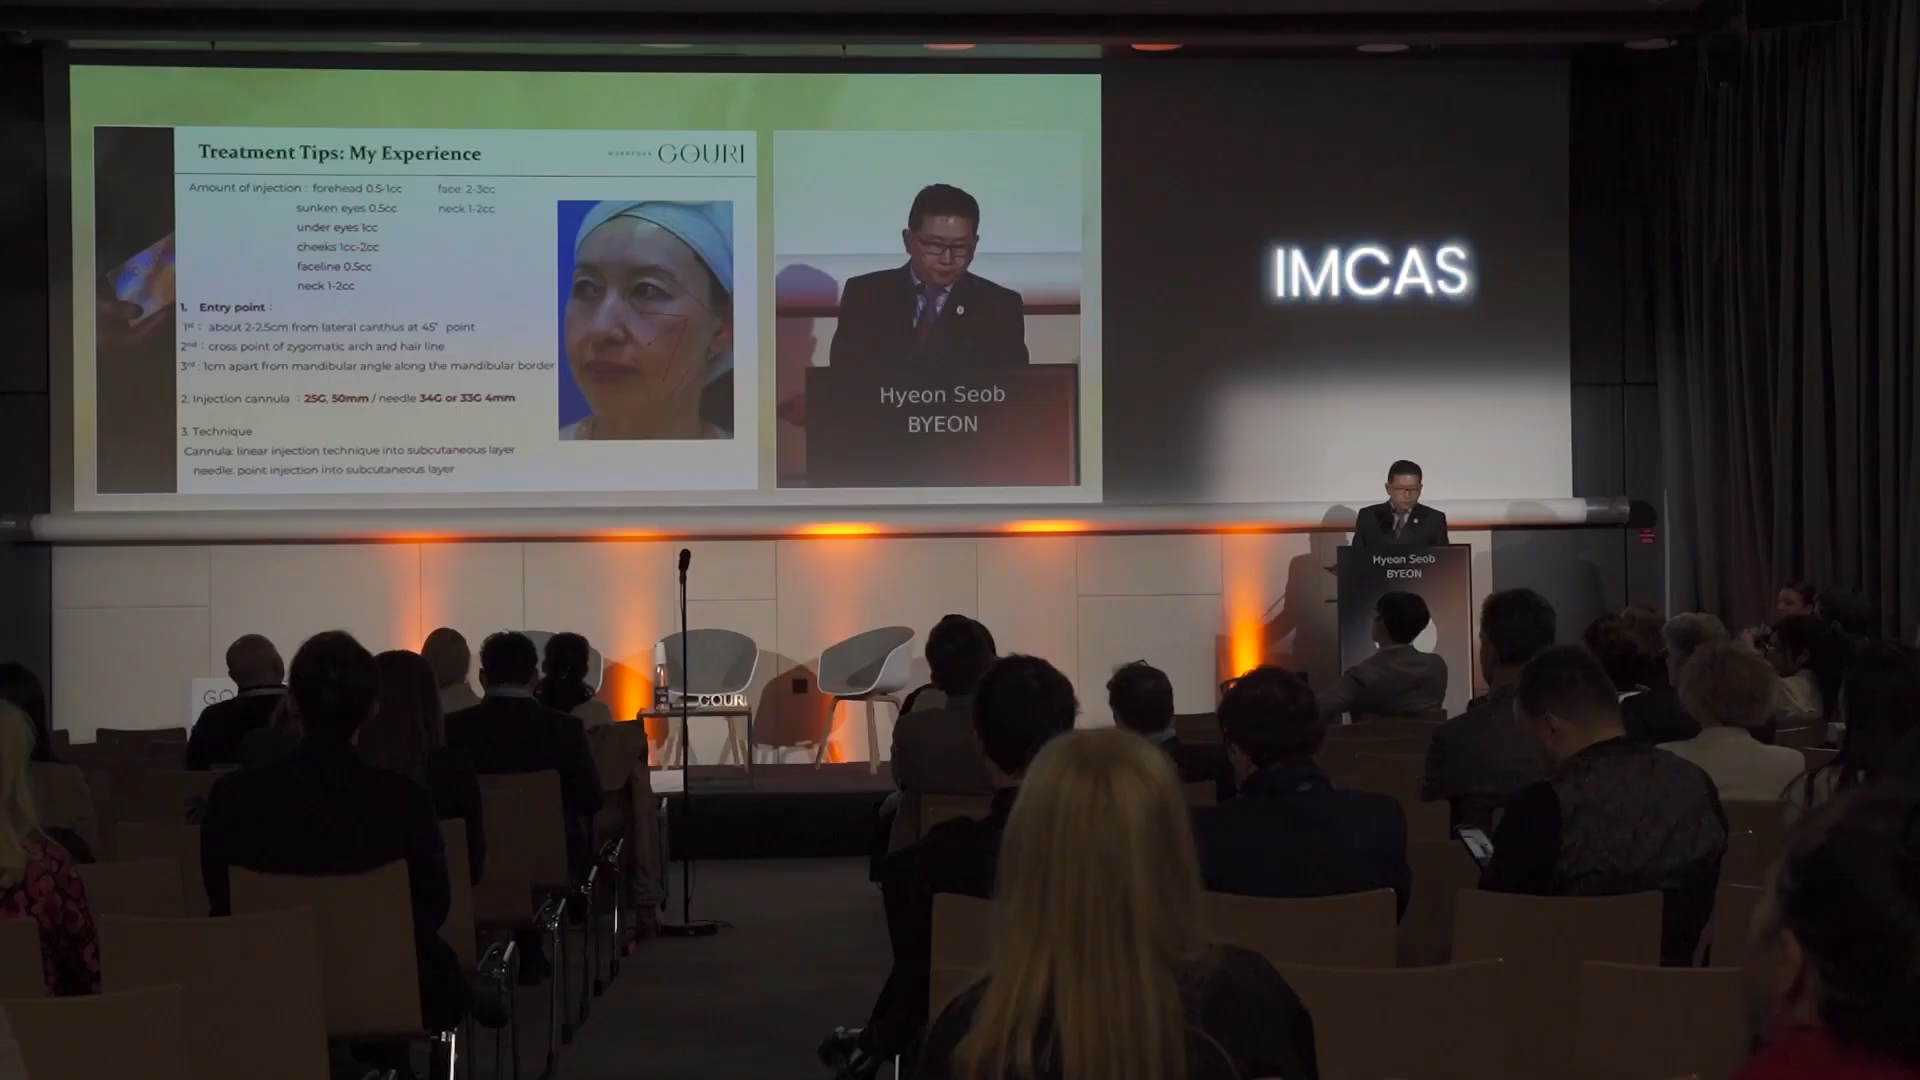 Treatment Tips: My Experience
GOURI
Amount of injection : forehead 0.5-1cc face: 2-3cc
sunken eyes 0.5cc neck 1-2cc
under eyes 1cc
cheeks 1cc-2cc
faceline 0.5cc
neck 1-2cc
1. Entry point :
1st : about 2-2.5cm from lateral canthus at 45° point
2nd : cross point of zygomatic arch and hair line
3rd : 1cm apart from mandibular angle along the mandibular border
2. Injection cannula : 25G, 50mm / needle 34G or 33G 4mm
3. Technique
Cannula: linear injection technique into subcutaneous layer
needle: point injection into subcutaneous layer
Hyeon Seob
BYEON
IMCAS
Hyeon Seob
BYEON
GO
GOURI